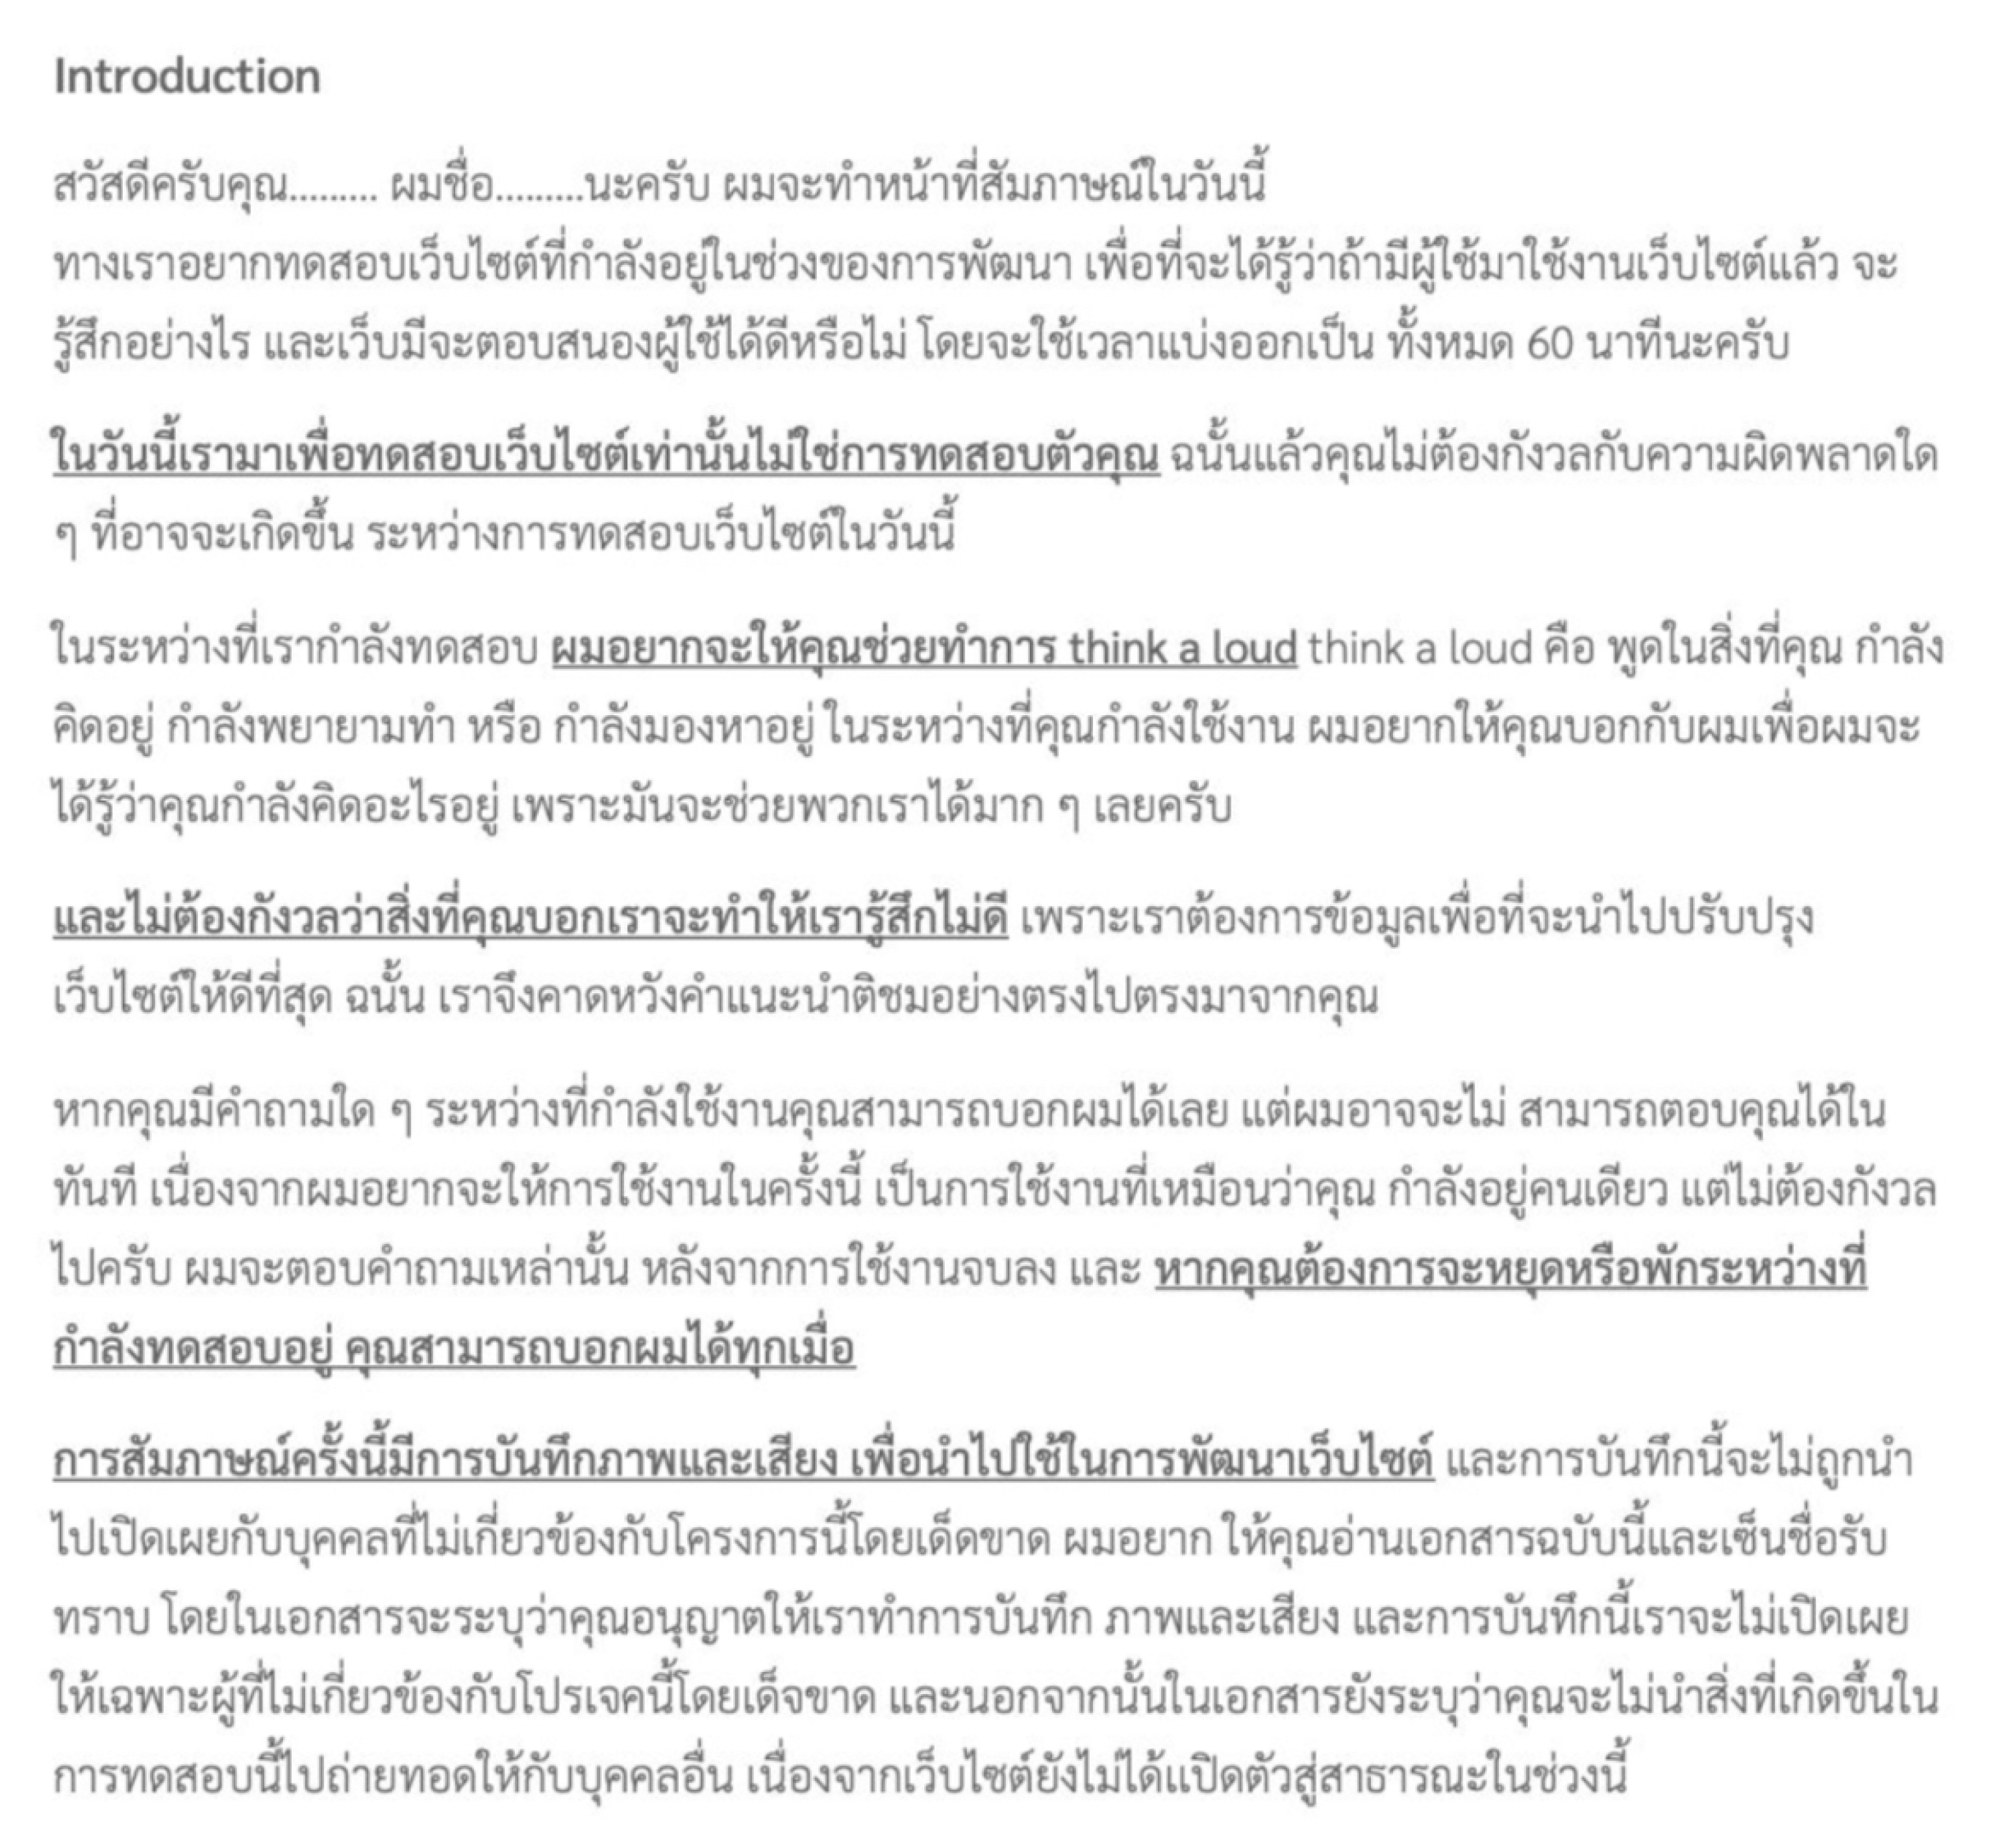 Introduction
สวัสดีครับคุณ......... ผมชื่อ.........นะครับ ผมจะทำหน้าที่สัมภาษณ์ในวันนี้
ทางเราอยากทดสอบเว็บไซต์ที่กำลังอยู่ในช่วงของการพัฒนา เพื่อที่จะได้รู้ว่าถ้ามีผู้ใช้มาใช้งานเว็บไซต์แล้ว จะ
รู้สึกอย่างไร และเว็บมีจะตอบสนองผู้ใช้ได้ดีหรือไม่ โดยจะใช้เวลาแบ่งออกเป็น ทั้งหมด 60 นาทีนะครับ
ในวันนี้เรามาเพื่อทดสอบเว็บไซต์เท่านั้นไม่ใช่การทดสอบตัวคุณ ฉนั้นแล้วคุณไม่ต้องกังวลกับความผิดพลาดใด
ๆ ที่อาจจะเกิดขึ้น ระหว่างการทดสอบเว็บไซต์ในวันนี้
ในระหว่างที่เรากำลังทดสอบ ผมอยากจะให้คุณช่วยทำการ think a loud think a loud คือ พูดในสิ่งที่คุณ กำลัง
คิดอยู่ กำลังพยายามทำ หรือ กำลังมองหาอยู่ ในระหว่างที่คุณกำลังใช้งาน ผมอยากให้คุณบอกกับผมเพื่อผมจะ
ได้รู้ว่าคุณกำลังคิดอะไรอยู่ เพราะมันจะช่วยพวกเราได้มาก ๆ เลยครับ
และไม่ต้องกังวลว่าสิ่งที่คุณบอกเราจะทำให้เรารู้สึกไม่ดี เพราะเราต้องการข้อมูลเพื่อที่จะนำไปปรับปรุง
เว็บไซต์ให้ดีที่สุด ฉนั้น เราจึงคาดหวังคำแนะนำติชมอย่างตรงไปตรงมาจากคุณ
หากคุณมีคำถามใด ๆ ระหว่างที่กำลังใช้งานคุณสามารถบอกผมได้เลย แต่ผมอาจจะไม่ สามารถตอบคุณได้ใน
ทันที เนื่องจากผมอยากจะให้การใช้งานในครั้งนี้ เป็นการใช้งานที่เหมือนว่าคุณ กำลังอยู่คนเดียว แต่ไม่ต้องกังวล
ไปครับ ผมจะตอบคำถามเหล่านั้น หลังจากการใช้งานจบลง และ หากคุณต้องการจะหยุดหรือพักระหว่างที่
กำลังทดสอบอยู่ คุณสามารถบอกผมได้ทุกเมื่อ
การสัมภาษณ์ครั้งนี้มีการบันทึกภาพและเสียง เพื่อนำไปใช้ในการพัฒนาเว็บไซต์ และการบันทึกนี้จะไม่ถูกนำ
ไปเปิดเผยกับบุคคลที่ไม่เกี่ยวข้องกับโครงการนี้โดยเด็ดขาด ผมอยาก ให้คุณอ่านเอกสารฉบับนี้และเซ็นชื่อรับ
ทราบ โดยในเอกสารจะระบุว่าคุณอนุญาตให้เราทำการบันทึก ภาพและเสียง และการบันทึกนี้เราจะไม่เปิดเผย
ให้เฉพาะผู้ที่ไม่เกี่ยวข้องกับโปรเจคนี้โดยเด็จขาด และนอกจากนั้นในเอกสารยังระบุว่าคุณจะไม่นำสิ่งที่เกิดขึ้นใน
การทดสอบนี้ไปถ่ายทอดให้กับบุคคลอื่น เนื่องจากเว็บไซต์ยังไม่ได้แเปิดตัวสู่สาธารณะในช่วงนี้